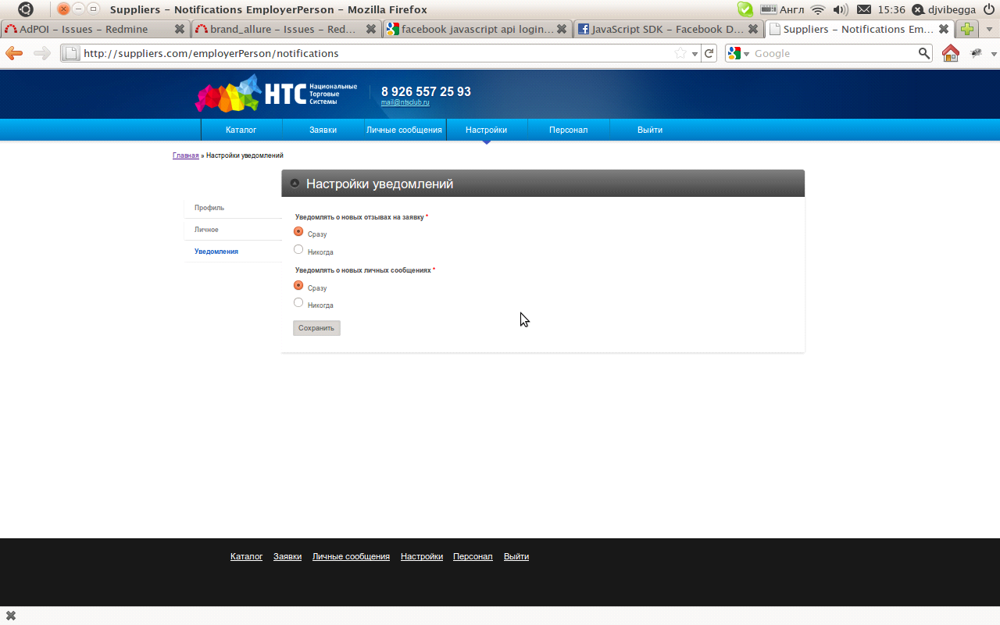 Suppliers - Notifications EmployerPerson - Mozilla Firefox
Англ
15:36
djvibegga
AdPOI - Issues - Redmine
brand_allure - Issues - Red...
facebook javascript api login...
JavaScript SDK - Facebook D...
Suppliers - Notifications Em...
http://suppliers.com/employerPerson/notifications
Google
НТС
Национальные
Торговые
Системы
8 926 557 25 93
mail@ntsclub.ru
Каталог
Заявки
Личные сообщения
Настройки
Персонал
Выйти
Главная » Настройки уведомлений
Настройки уведомлений
Профиль
Личное
Уведомления
Уведомлять о новых отзывах на заявку *
Сразу
Никогда
Уведомлять о новых личных сообщениях *
Сразу
Никогда
Сохранить
Каталог Заявки Личные сообщения Настройки Персонал Выйти